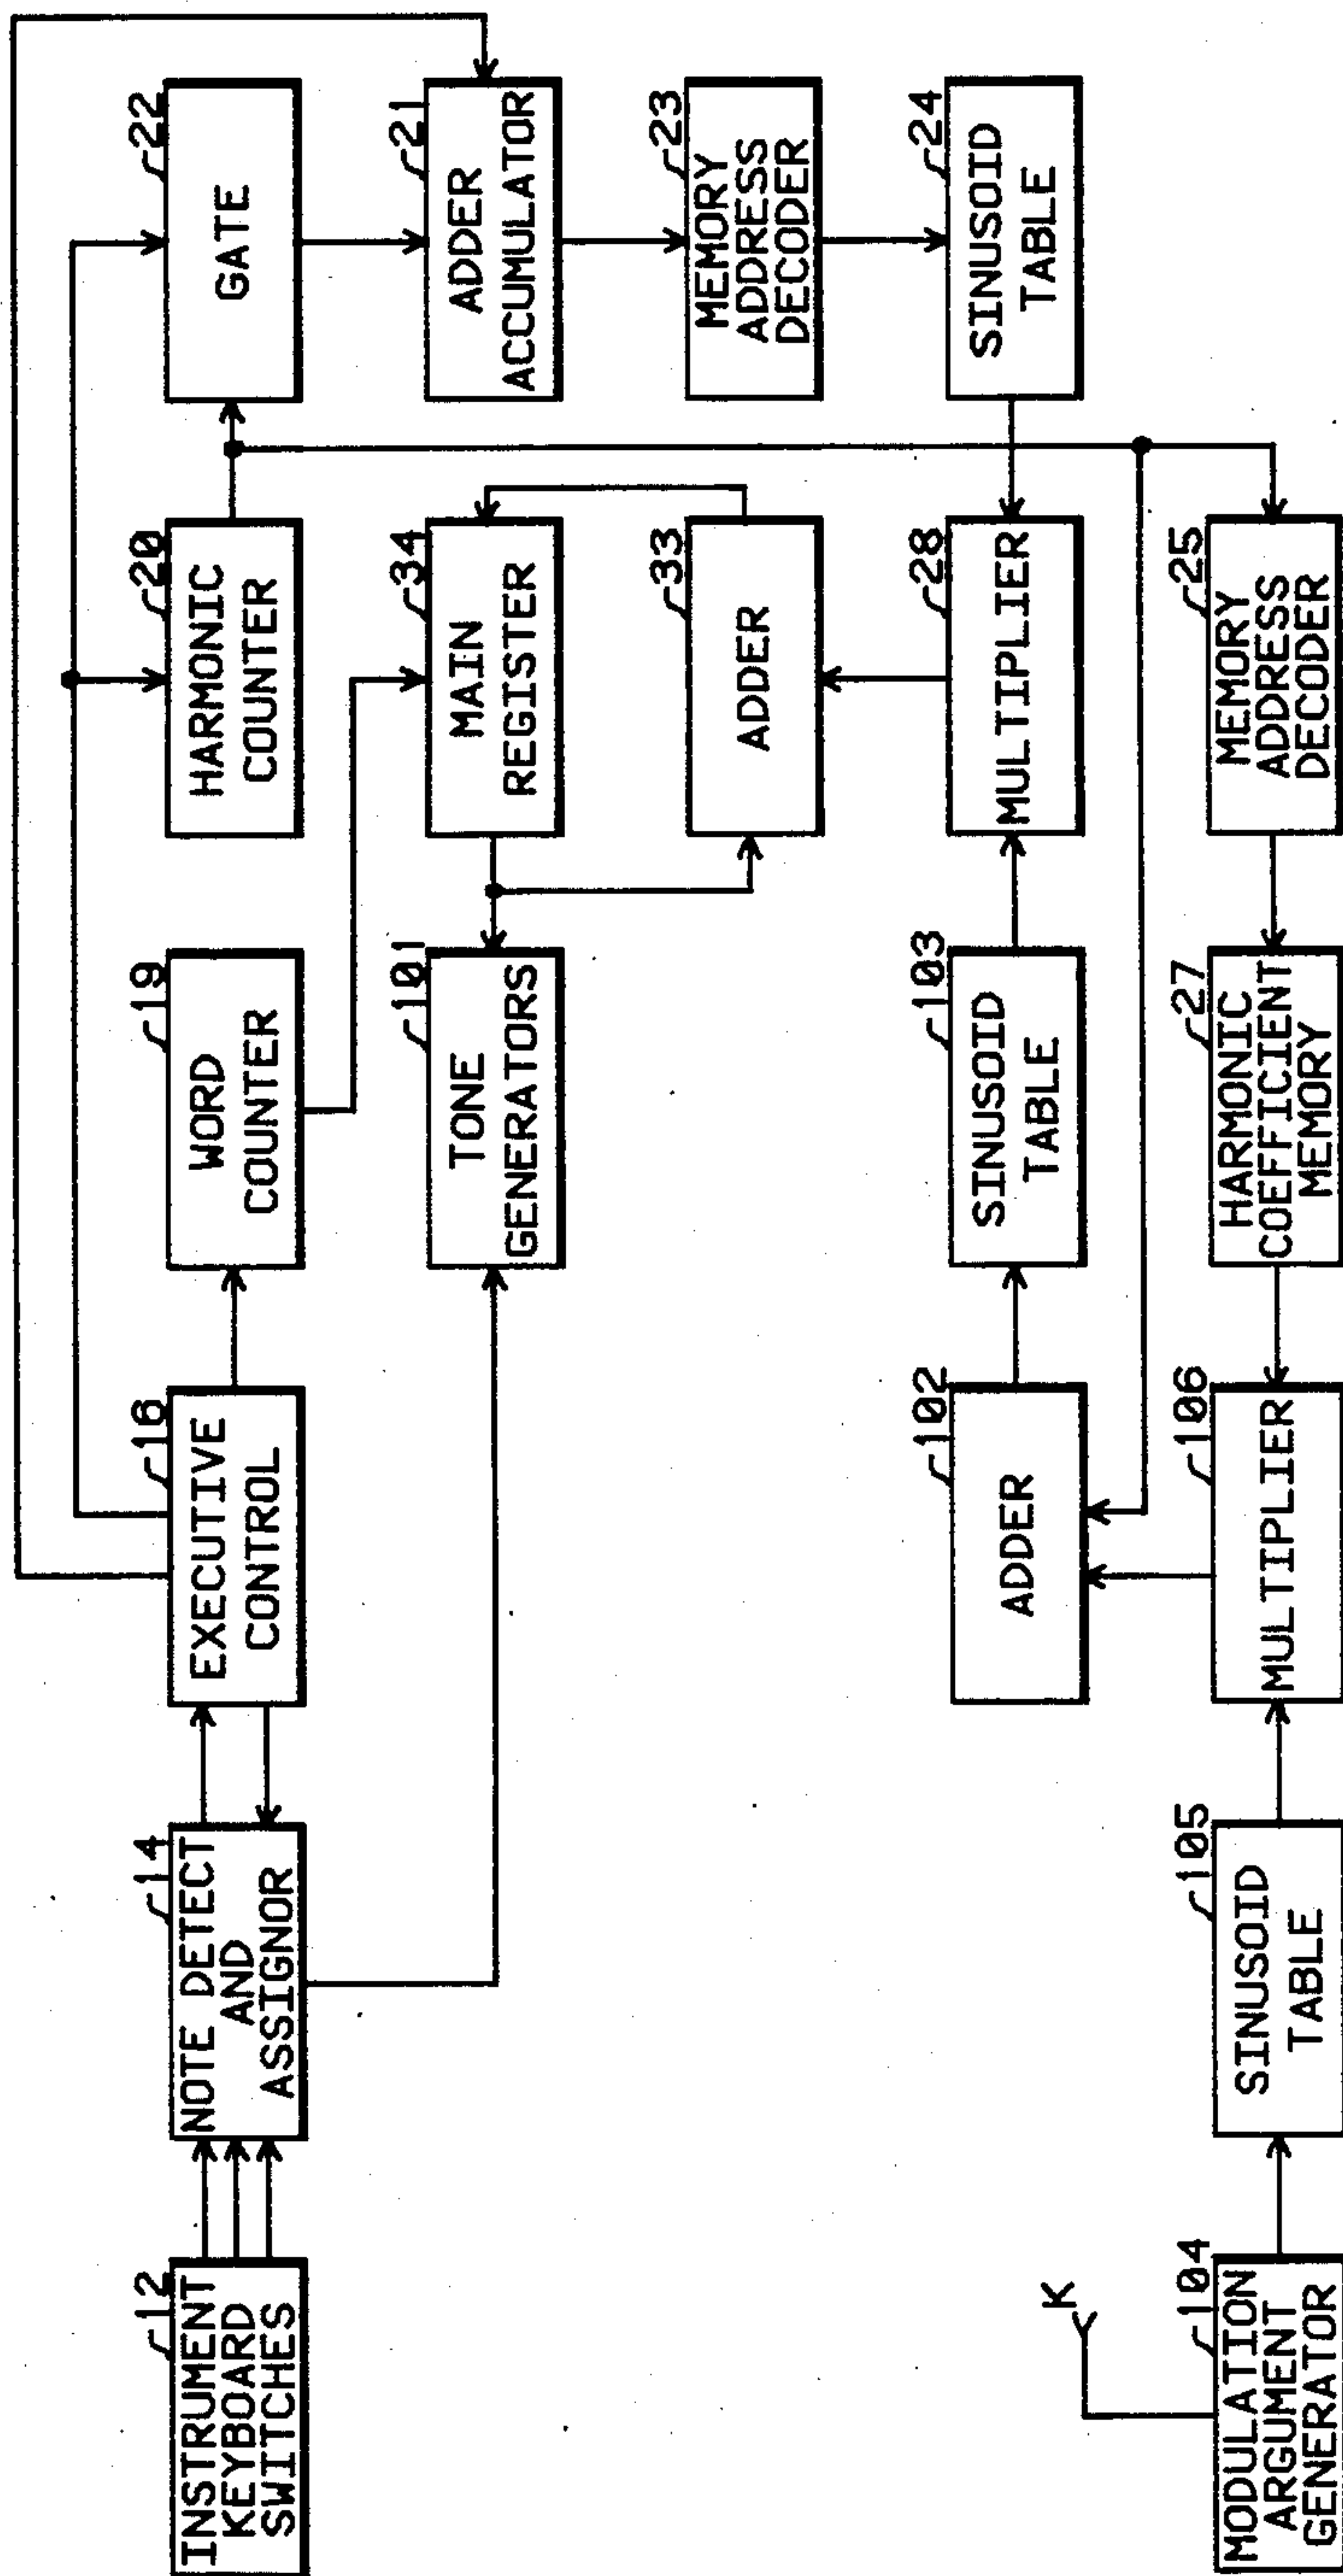 12
INSTRUMENT
KEYBOARD
SWITCHES
14
NOTE DETECT
AND
ASSIGNOR
16
EXECUTIVE
CONTROL
19
WORD
COUNTER
20
HARMONIC
COUNTER
22
GATE
101
TONE
GENERATORS
34
MAIN
REGISTER
21
ADDER
ACCUMULATOR
33
ADDER
23
MEMORY
ADDRESS
DECODER
102
ADDER
103
SINUSOID
TABLE
28
MULTIPLIER
24
SINUSOID
TABLE
K
104
MODULATION
ARGUMENT
GENERATOR
105
SINUSOID
TABLE
106
MULTIPLIER
27
HARMONIC
COEFFICIENT
MEMORY
25
MEMORY
ADDRESS
DECODER